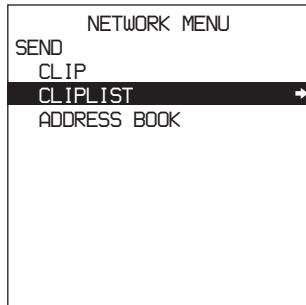 NETWORK MENU
SEND
CLIP
CLIPLIST
ADDRESS BOOK